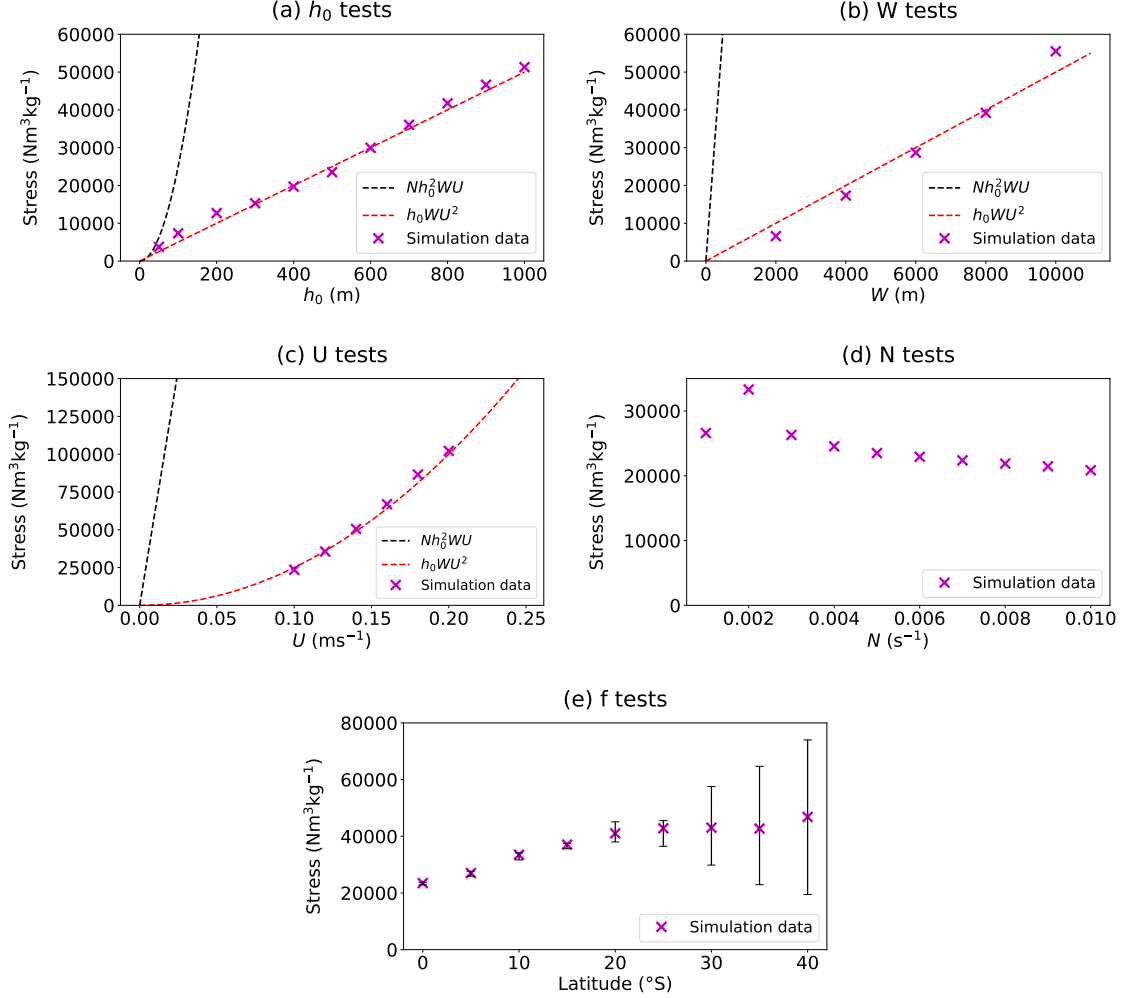 (a) h₀ tests
Stress (Nm³kg⁻¹)
60000
50000
40000
30000
20000
10000
0
0 200 400 600 800 1000
h₀ (m)
Nh₀²WU
h₀WU²
Simulation data
(b) W tests
Stress (Nm³kg⁻¹)
60000
50000
40000
30000
20000
10000
0
0 2000 4000 6000 8000 10000
W (m)
Nh₀²WU
h₀WU²
Simulation data
(c) U tests
Stress (Nm³kg⁻¹)
150000
125000
100000
75000
50000
25000
0
0.00 0.05 0.10 0.15 0.20 0.25
U (ms⁻¹)
Nh₀²WU
h₀WU²
Simulation data
(d) N tests
Stress (Nm³kg⁻¹)
30000
20000
10000
0
0.002 0.004 0.006 0.008 0.010
N (s⁻¹)
Simulation data
(e) f tests
Stress (Nm³kg⁻¹)
80000
60000
40000
20000
0
0 10 20 30 40
Latitude (°S)
Simulation data